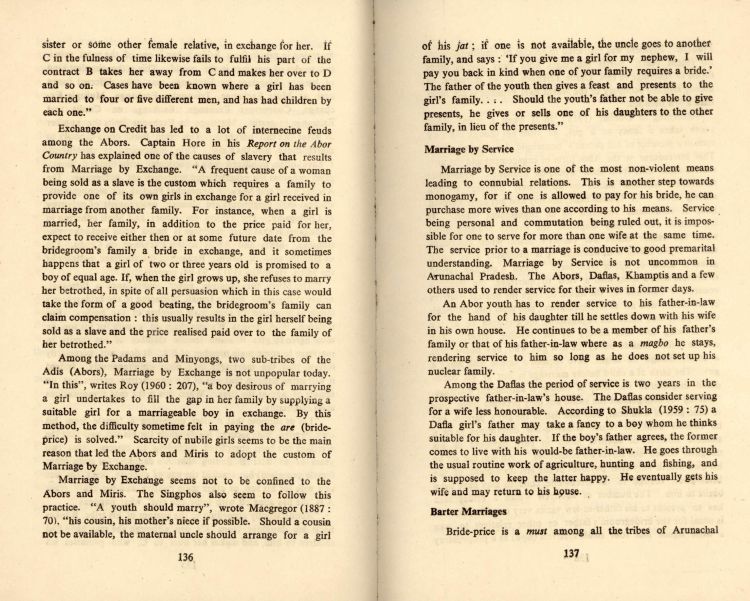 sister or some other female relative, in exchange for her. If
C in the fulness of time likewise fails to fulfil his part of the
contract B takes her away from C and makes her over to D
and so on. Cases have been known where a girl has been
married to four or five different men, and has had children by
each one."
Exchange on Credit has led to a lot of internecine feuds
among the Abors. Captain Hore in his Report on the Abor
Country has explained one of the causes of slavery that results
from Marriage by Exchange. "A frequent cause of a woman
being sold as a slave is the custom which requires a family to
provide one of its own girls in exchange for a girl received in
marriage from another family. For instance, when a girl is
married, her family, in addition to the price paid for her,
expect to receive either then or at some future date from the
bridegroom's family a bride in exchange, and it sometimes
happens that a girl of two or three years old is promised to a
boy of equal age. If, when the girl grows up, she refuses to marry
her betrothed, in spite of all persuasion which in this case would
take the form of a good beating, the bridegroom's family can
claim compensation : this usually results in the girl herself being
sold as a slave and the price realised paid over to the family of
her betrothed."
Among the Padams and Minyongs, two sub-tribes of the
Adis (Abors), Marriage by Exchange is not unpopular today.
"In this", writes Roy (1960 : 207), "a boy desirous of marrying
a girl undertakes to fill the gap in her family by supplying a
suitable girl for a marriageable boy in exchange. By this
method, the difficulty sometime felt in paying the are (bride-
price) is solved." Scarcity of nubile girls seems to be the main
reason that led the Abors and Miris to adopt the custom of
Marriage by Exchange.
Marriage by Exchange seems not to be confined to the
Abors and Miris. The Singphos also seem to follow this
practice. "A youth should marry", wrote Macgregor (1887 :
70), "his cousin, his mother's niece if possible. Should a cousin
not be available, the maternal uncle should arrange for a girl
136
of his jat ; if one is not available, the uncle goes to another
family, and says : 'If you give me a girl for my nephew, I will
pay you back in kind when one of your family requires a bride.'
The father of the youth then gives a feast and presents to the
girl's family.... Should the youth's father not be able to give
presents, he gives or sells one of his daughters to the other
family, in lieu of the presents."
Marriage by Service
Marriage by Service is one of the most non-violent means
leading to connubial relations. This is another step towards
monogamy, for if one is allowed to pay for his bride, he can
purchase more wives than one according to his means. Service
being personal and commutation being ruled out, it is impos-
sible for one to serve for more than one wife at the same time.
The service prior to a marriage is conducive to good premarital
understanding. Marriage by Service is not uncommon in
Arunachal Pradesh. The Abors, Daflas, Khamptis and a few
others used to render service for their wives in former days.
An Abor youth has to render service to his father-in-law
for the hand of his daughter till he settles down with his wife
in his own house. He continues to be a member of his father's
family or that of his father-in-law where as a magbo he stays,
rendering service to him so long as he does not set up his
nuclear family.
Among the Daflas the period of service is two years in the
prospective father-in-law's house. The Daflas consider serving
for a wife less honourable. According to Shukla (1959 : 75) a
Dafla girl's father may take a fancy to a boy whom he thinks
suitable for his daughter. If the boy's father agrees, the former
comes to live with his would-be father-in-law. He goes through
the usual routine work of agriculture, hunting and fishing, and
is supposed to keep the latter happy. He eventually gets his
wife and may return to his house.
Barter Marriages
Bride-price is a must among all the tribes of Arunachal
137